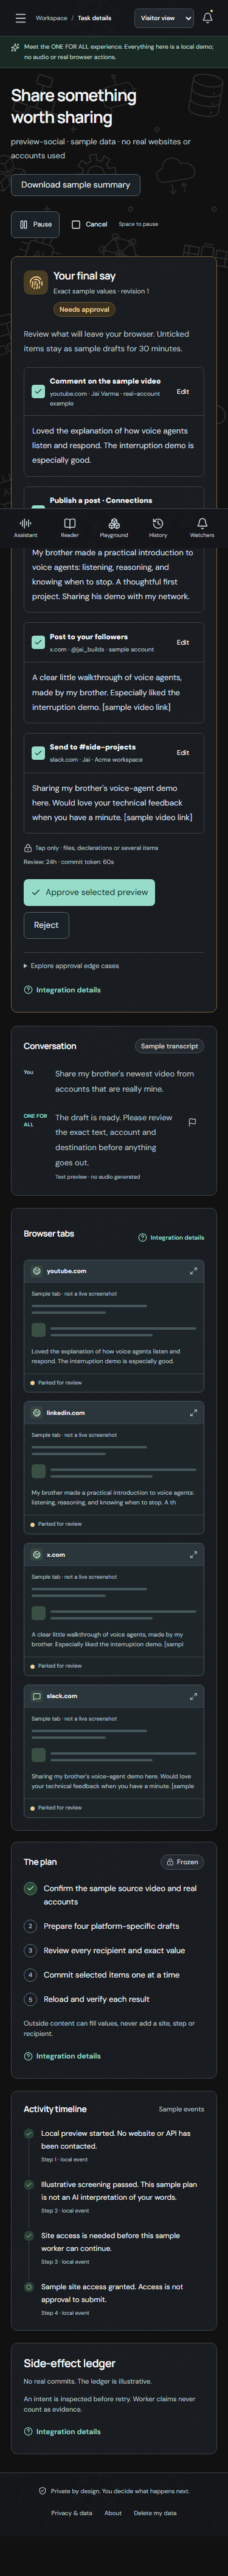 Workspace / Task details
Visitor view
Meet the ONE FOR ALL experience. Everything here is a local demo;
no audio or real browser actions.
Share something
worth sharing
preview-social · sample data · no real websites or
accounts used
Download sample summary
Pause
Cancel
Space to pause
Your final say
Exact sample values · revision 1
Needs approval
Review what will leave your browser. Unticked
items stay as sample drafts for 30 minutes.
Comment on the sample video
youtube.com · Jai Varma · real-account
example
Edit
Loved the explanation of how voice agents
listen and respond. The interruption demo is
especially good.
Publish a post · Connections
Assistant
Reader
Playground
History
Watchers
My brother made a practical introduction to
voice agents: listening, reasoning, and
knowing when to stop. A thoughtful first
project. Sharing his demo with my network.
Post to your followers
x.com · @jai_builds · sample account
Edit
A clear little walkthrough of voice agents,
made by my brother. Especially liked the
interruption demo. [sample video link]
Send to #side-projects
slack.com · Jai · Acme workspace
Edit
Sharing my brother's voice-agent demo
here. Would love your technical feedback
when you have a minute. [sample video link]
Tap only · files, declarations or several items
Review: 24h · commit token: 60s
Approve selected preview
Reject
Explore approval edge cases
Integration details
Conversation
Sample transcript
You
Share my brother's newest video from
accounts that are really mine.
ONE FOR
ALL
The draft is ready. Please review
the exact text, account and
destination before anything
goes out.
Text preview · no audio generated
Browser tabs
Integration details
youtube.com
Sample tab · not a live screenshot
Loved the explanation of how voice agents listen and
respond. The interruption demo is especially good.
Parked for review
linkedin.com
Sample tab · not a live screenshot
My brother made a practical introduction to voice agents:
listening, reasoning, and knowing when to stop. A th
Parked for review
x.com
Sample tab · not a live screenshot
A clear little walkthrough of voice agents, made by my
brother. Especially liked the interruption demo. [sampl
Parked for review
slack.com
Sample tab · not a live screenshot
Sharing my brother's voice-agent demo here. Would love
your technical feedback when you have a minute. [sample
Parked for review
The plan
Frozen
Confirm the sample source video and real
accounts
2 Prepare four platform-specific drafts
3 Review every recipient and exact value
4 Commit selected items one at a time
5 Reload and verify each result
Outside content can fill values, never add a site, step or
recipient.
Integration details
Activity timeline
Sample events
Local preview started. No website or API has
been contacted.
Step 1 · local event
Illustrative screening passed. This sample plan
is not an AI interpretation of your words.
Step 2 · local event
Site access is needed before this sample
worker can continue.
Step 3 · local event
Sample site access granted. Access is not
approval to submit.
Step 4 · local event
Side-effect ledger
No real commits. The ledger is illustrative.
An intent is inspected before retry. Worker claims never
count as evidence.
Integration details
Private by design. You decide what happens next.
Privacy & data
About
Delete my data